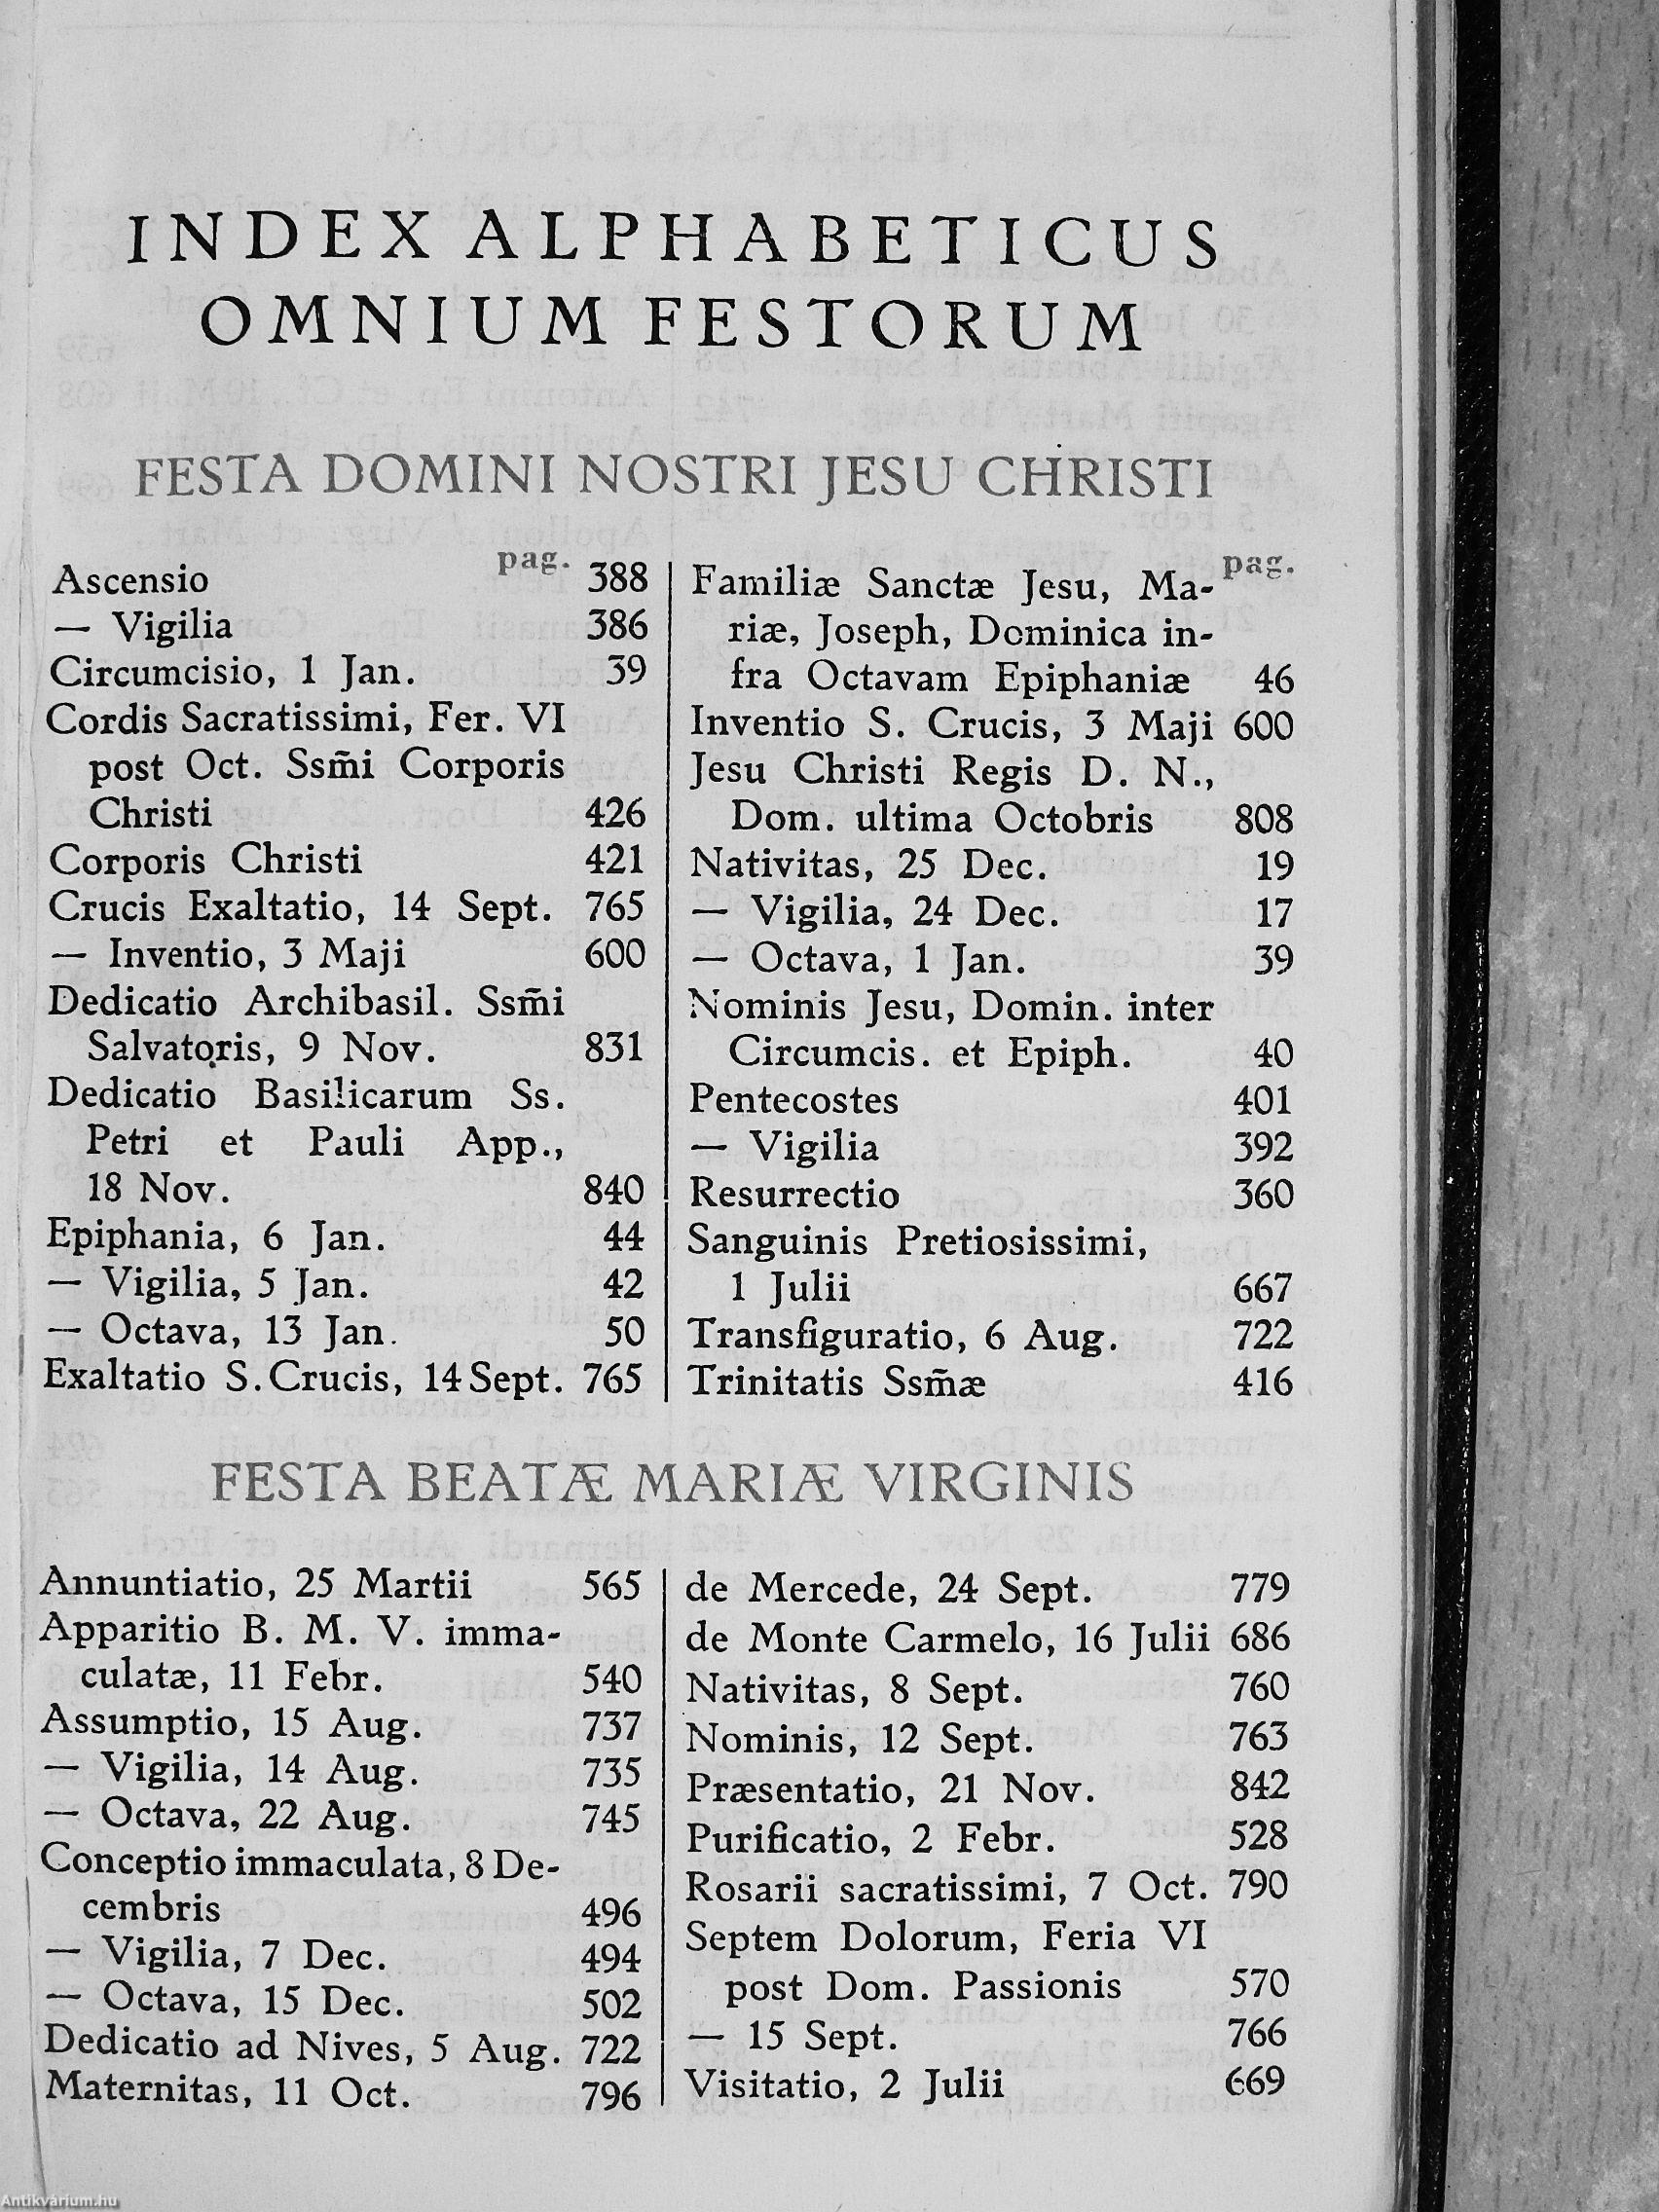 INDEX ALPHABETICUS
OMNIUM FESTORUM
FESTA DOMINI NOSTRI JESU CHRISTI
pag.
Ascensio 388
— Vigilia 386
Circumcisio, 1 Jan. 39
Cordis Sacratissimi, Fer. VI
post Oct. Ssm̃i Corporis
Christi 426
Corporis Christi 421
Crucis Exaltatio, 14 Sept. 765
— Inventio, 3 Maji 600
Dedicatio Archibasil. Ssm̃i
Salvatoris, 9 Nov. 831
Dedicatio Basilicarum Ss.
Petri et Pauli App.,
18 Nov. 840
Epiphania, 6 Jan. 44
— Vigilia, 5 Jan. 42
— Octava, 13 Jan. 50
Exaltatio S. Crucis, 14 Sept. 765
pag.
Familiæ Sanctæ Jesu, Ma-
riæ, Joseph, Dominica in-
fra Octavam Epiphaniæ 46
Inventio S. Crucis, 3 Maji 600
Jesu Christi Regis D. N.,
Dom. ultima Octobris 808
Nativitas, 25 Dec. 19
— Vigilia, 24 Dec. 17
— Octava, 1 Jan. 39
Nominis Jesu, Domin. inter
Circumcis. et Epiph. 40
Pentecostes 401
— Vigilia 392
Resurrectio 360
Sanguinis Pretiosissimi,
1 Julii 667
Transfiguratio, 6 Aug. 722
Trinitatis Ssm̃æ 416
FESTA BEATÆ MARIÆ VIRGINIS
Annuntiatio, 25 Martii 565
Apparitio B. M. V. imma-
culatæ, 11 Febr. 540
Assumptio, 15 Aug. 737
— Vigilia, 14 Aug. 735
— Octava, 22 Aug. 745
Conceptio immaculata, 8 De-
cembris 496
— Vigilia, 7 Dec. 494
— Octava, 15 Dec. 502
Dedicatio ad Nives, 5 Aug. 722
Maternitas, 11 Oct. 796
de Mercede, 24 Sept. 779
de Monte Carmelo, 16 Julii 686
Nativitas, 8 Sept. 760
Nominis, 12 Sept. 763
Præsentatio, 21 Nov. 842
Purificatio, 2 Febr. 528
Rosarii sacratissimi, 7 Oct. 790
Septem Dolorum, Feria VI
post Dom. Passionis 570
— 15 Sept. 766
Visitatio, 2 Julii 669
Antikvárium.hu